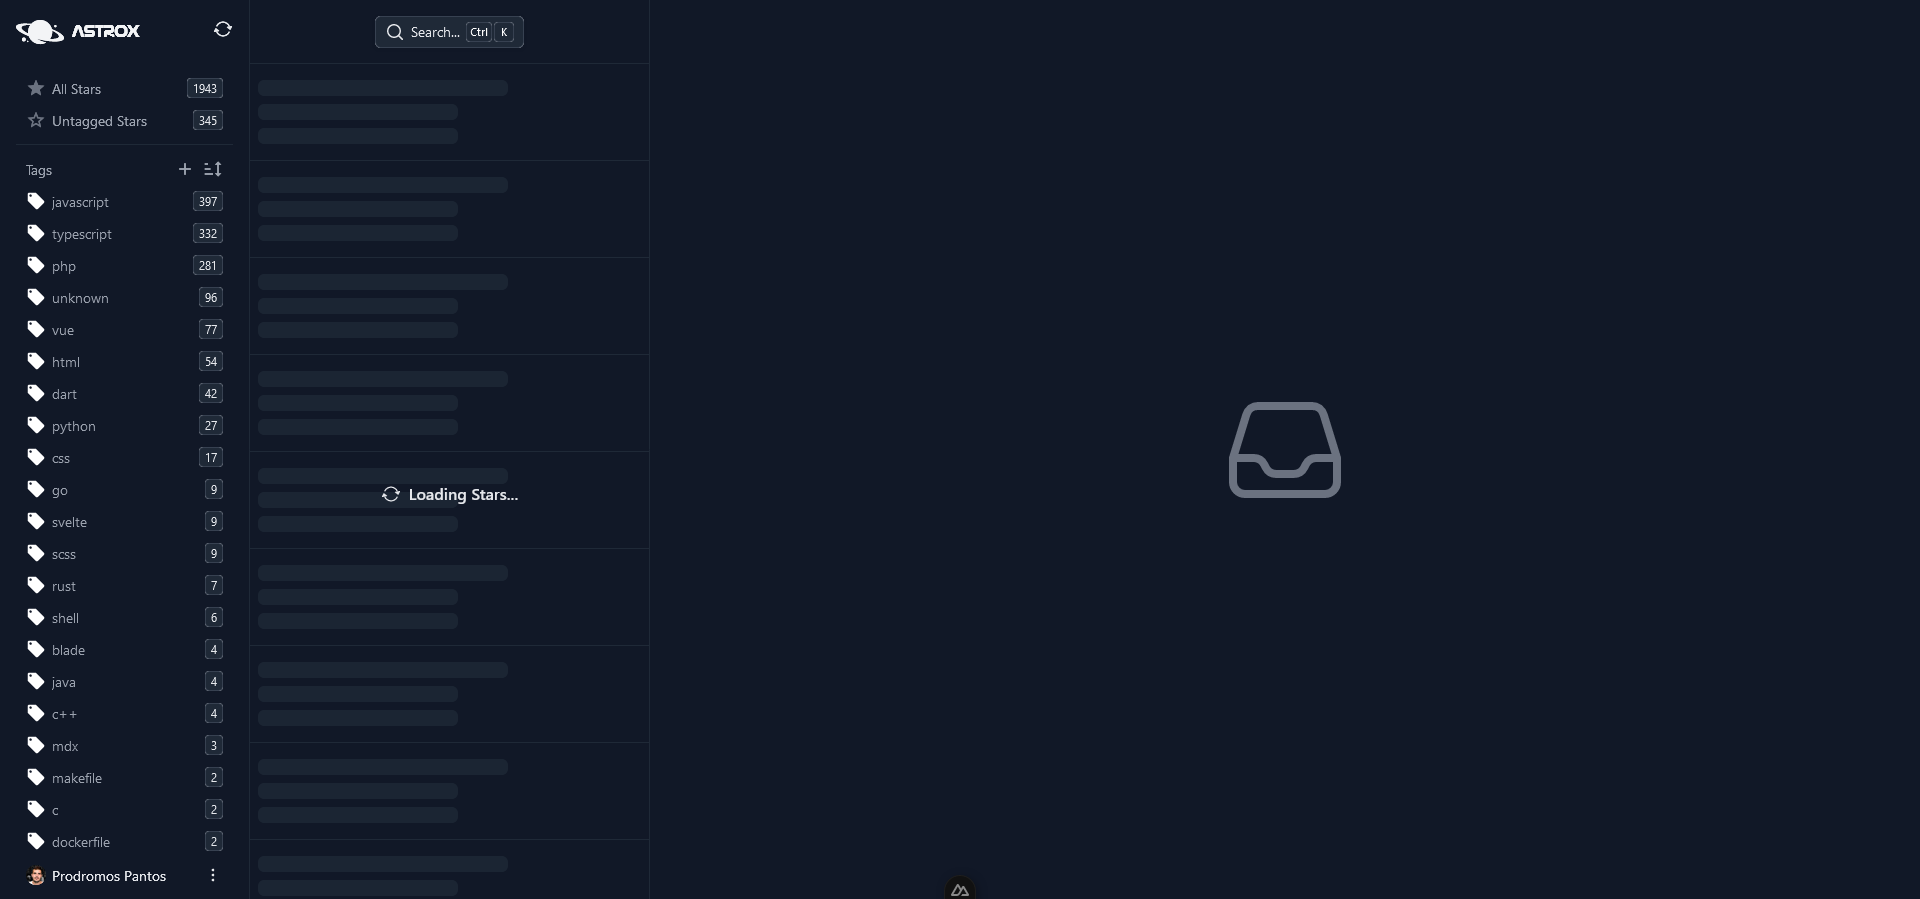 ASTROX
All Stars 1943
Untagged Stars 345
Tags
javascript 397
typescript 332
php 281
unknown 96
vue 77
html 54
dart 42
python 27
css 17
go 9
svelte 9
scss 9
rust 7
shell 6
blade 4
java 4
c++ 4
mdx 3
makefile 2
c 2
dockerfile 2
Prodromos Pantos
Search... Ctrl K
Loading Stars...